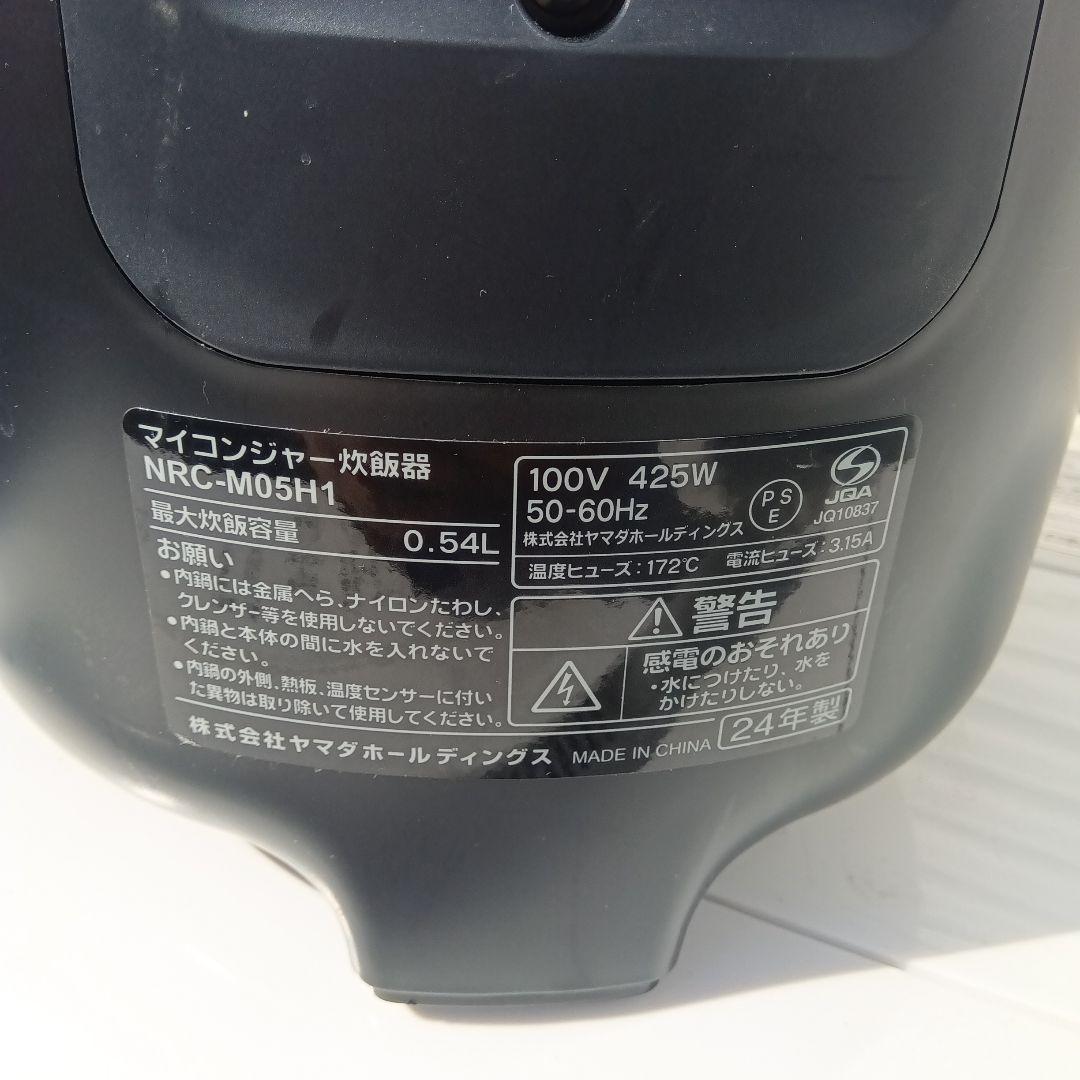 マイコンジャー炊飯器
NRC-M05H1
最大炊飯容量 0.54L
お願い
•内鍋には金属へら、ナイロンたわし、
クレンザー等を使用しないでください。
•内鍋と本体の間に水を入れないで
ください。
•内鍋の外側、熱板、温度センサーに付い
た異物は取り除いて使用してください。
100V 425W
50-60Hz
株式会社ヤマダホールディングス
PS
E
JQA
JQ10837
温度ヒューズ:172℃ 電流ヒューズ:3.15A
警告
感電のおそれあり
•水につけたり、水を
かけたりしない。
株式会社ヤマダホールディングス MADE IN CHINA 24年製